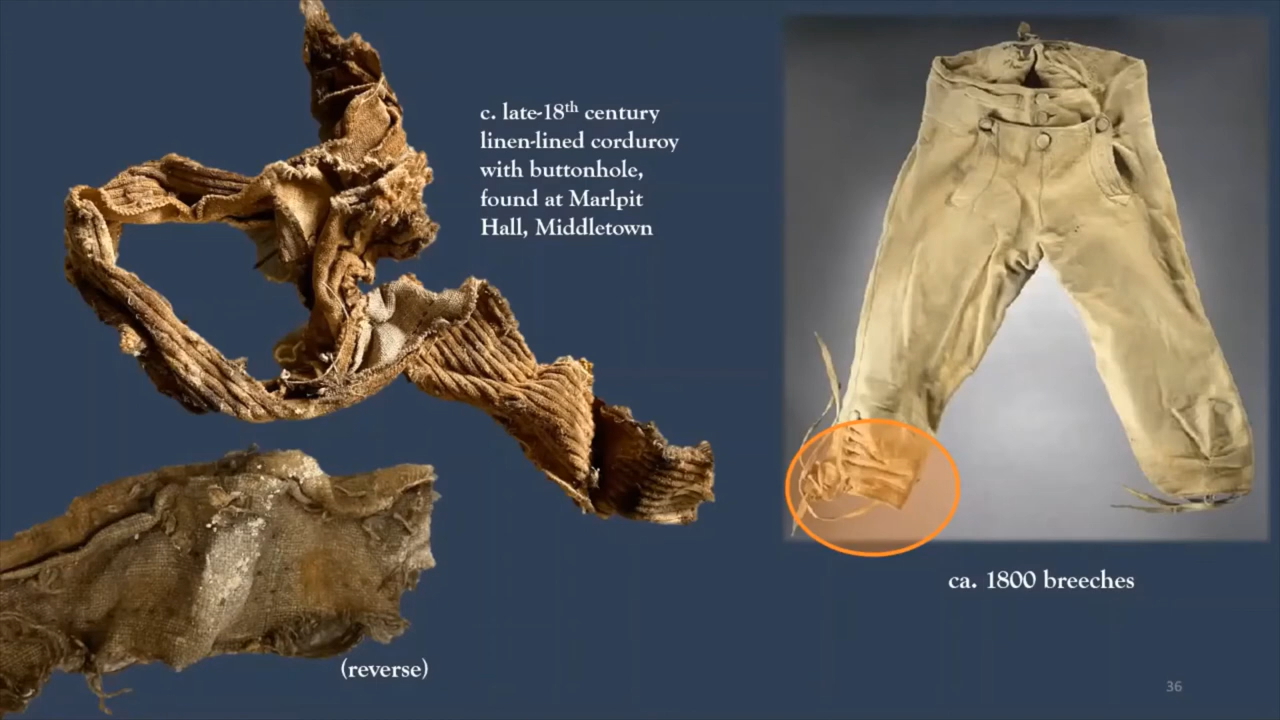 c. late-18th century
linen-lined corduroy
with buttonhole,
found at Marlpit
Hall, Middletown
ca. 1800 breeches
(reverse)
36